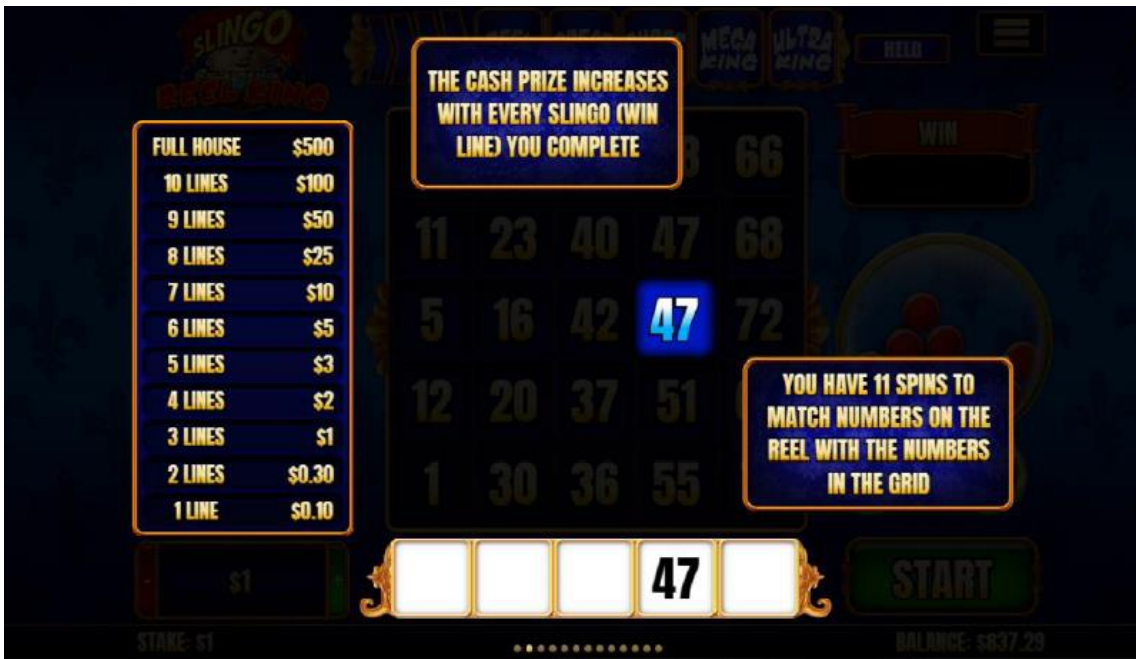 SLINGO
REEL KING
MEGA KING
ULTRA KING
HELD
THE CASH PRIZE INCREASES
WITH EVERY SLINGO (WIN
LINE) YOU COMPLETE
FULL HOUSE $500
10 LINES $100
9 LINES $50
8 LINES $25
7 LINES $10
6 LINES $5
5 LINES $3
4 LINES $2
3 LINES $1
2 LINES $0.30
1 LINE $0.10
WIN
66
11 23 40 47 68
5 16 42 47 72
12 20 37 51
1 30 36 55
YOU HAVE 11 SPINS TO
MATCH NUMBERS ON THE
REEL WITH THE NUMBERS
IN THE GRID
47
- $1
START
STAKE: $1
BALANCE: $837.29